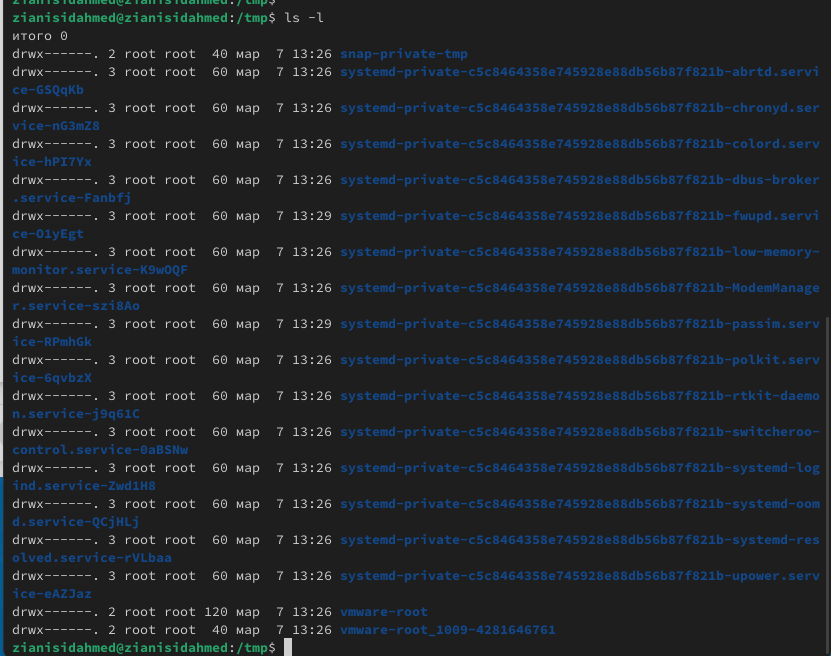 zianisidahmed@zianisidahmed:/tmp$
zianisidahmed@zianisidahmed:/tmp$ ls -l
итого 0
drwx------. 2 root root  40 мар  7 13:26 snap-private-tmp
drwx------. 3 root root  60 мар  7 13:26 systemd-private-c5c8464358e745928e88db56b87f821b-abrtd.servi
ce-GSQqKb
drwx------. 3 root root  60 мар  7 13:26 systemd-private-c5c8464358e745928e88db56b87f821b-chronyd.ser
vice-nG3mZ8
drwx------. 3 root root  60 мар  7 13:26 systemd-private-c5c8464358e745928e88db56b87f821b-colord.serv
ice-hPI7Yx
drwx------. 3 root root  60 мар  7 13:26 systemd-private-c5c8464358e745928e88db56b87f821b-dbus-broker
.service-Fanbfj
drwx------. 3 root root  60 мар  7 13:29 systemd-private-c5c8464358e745928e88db56b87f821b-fwupd.servi
ce-O1yEgt
drwx------. 3 root root  60 мар  7 13:26 systemd-private-c5c8464358e745928e88db56b87f821b-low-memory-
monitor.service-K9wOQF
drwx------. 3 root root  60 мар  7 13:26 systemd-private-c5c8464358e745928e88db56b87f821b-ModemManage
r.service-szi8Ao
drwx------. 3 root root  60 мар  7 13:29 systemd-private-c5c8464358e745928e88db56b87f821b-passim.serv
ice-RPmhGk
drwx------. 3 root root  60 мар  7 13:26 systemd-private-c5c8464358e745928e88db56b87f821b-polkit.serv
ice-6qvbzX
drwx------. 3 root root  60 мар  7 13:26 systemd-private-c5c8464358e745928e88db56b87f821b-rtkit-daemo
n.service-j9q61C
drwx------. 3 root root  60 мар  7 13:26 systemd-private-c5c8464358e745928e88db56b87f821b-switcheroo-
control.service-0aBSNw
drwx------. 3 root root  60 мар  7 13:26 systemd-private-c5c8464358e745928e88db56b87f821b-systemd-log
ind.service-Zwd1H8
drwx------. 3 root root  60 мар  7 13:26 systemd-private-c5c8464358e745928e88db56b87f821b-systemd-oom
d.service-QCjHLj
drwx------. 3 root root  60 мар  7 13:26 systemd-private-c5c8464358e745928e88db56b87f821b-systemd-res
olved.service-rVLbaa
drwx------. 3 root root  60 мар  7 13:26 systemd-private-c5c8464358e745928e88db56b87f821b-upower.serv
ice-eAZJaz
drwx------. 2 root root 120 мар  7 13:26 vmware-root
drwx------. 2 root root  40 мар  7 13:26 vmware-root_1009-4281646761
zianisidahmed@zianisidahmed:/tmp$